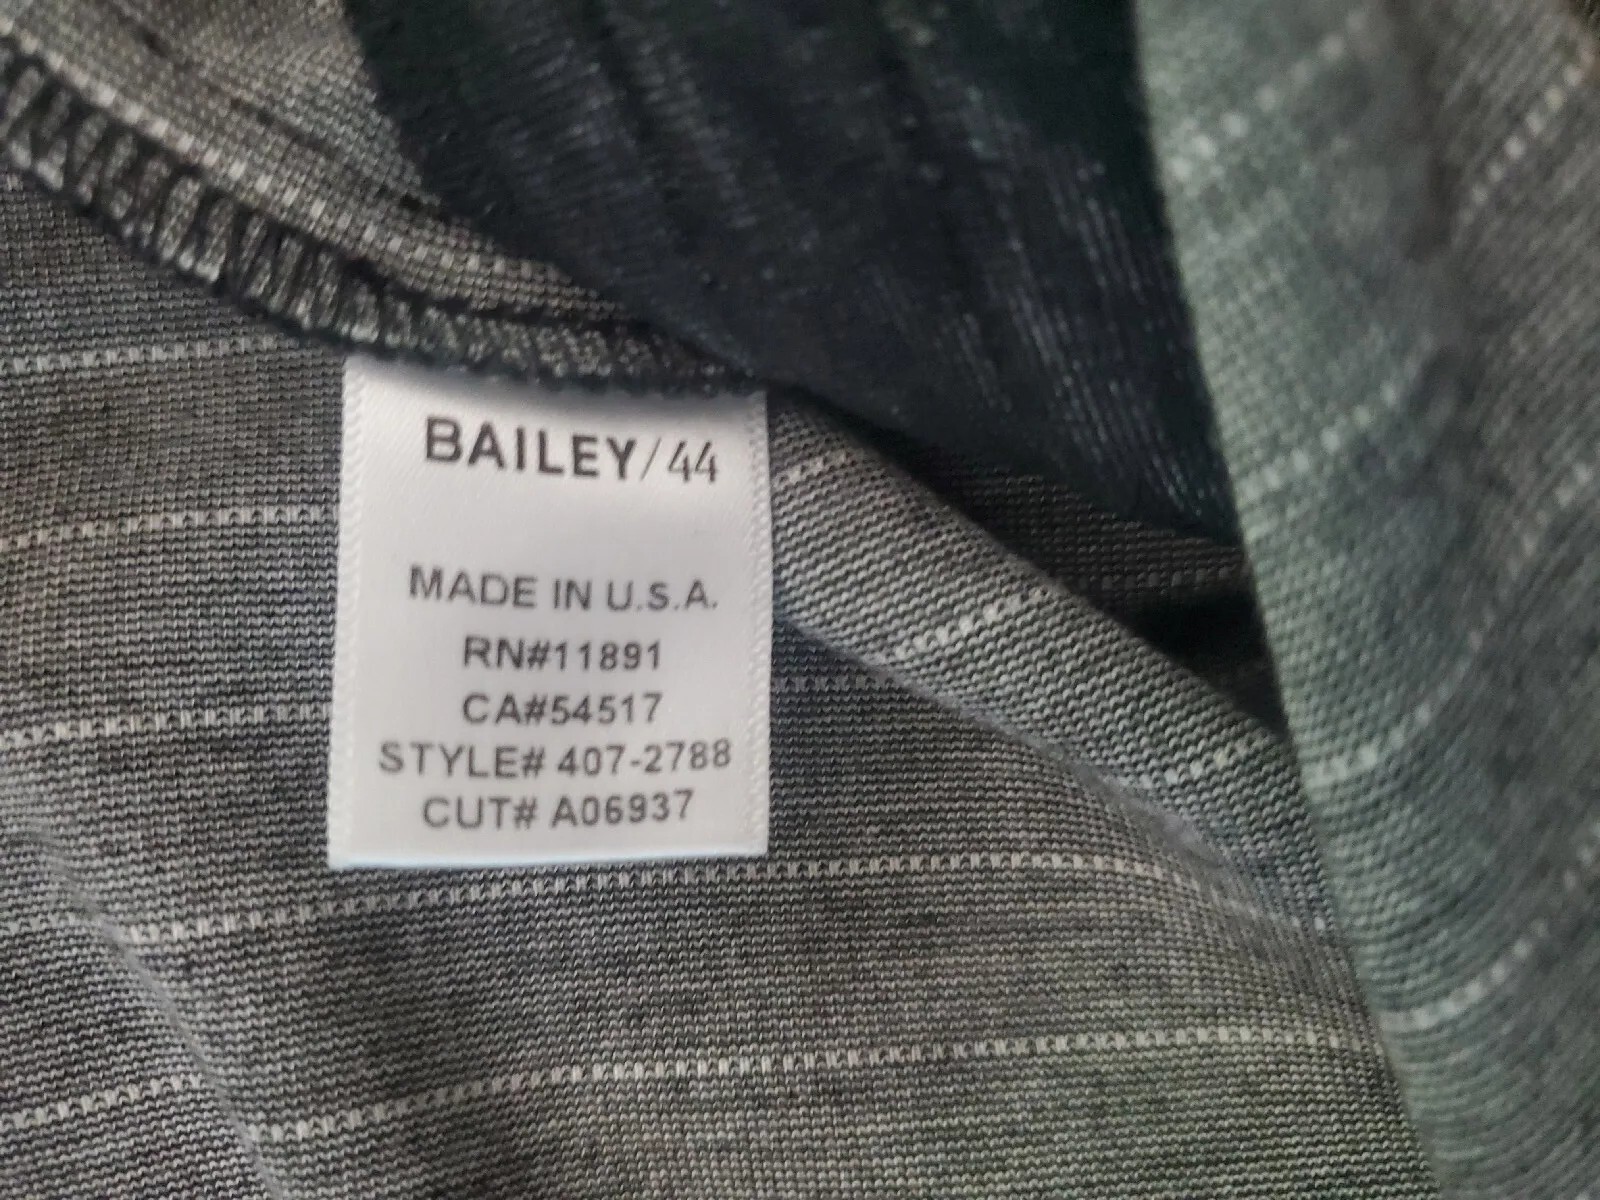 BAILEY/44
MADE IN U.S.A.
RN#11891
CA#54517
STYLE# 407-2788
CUT# A06937